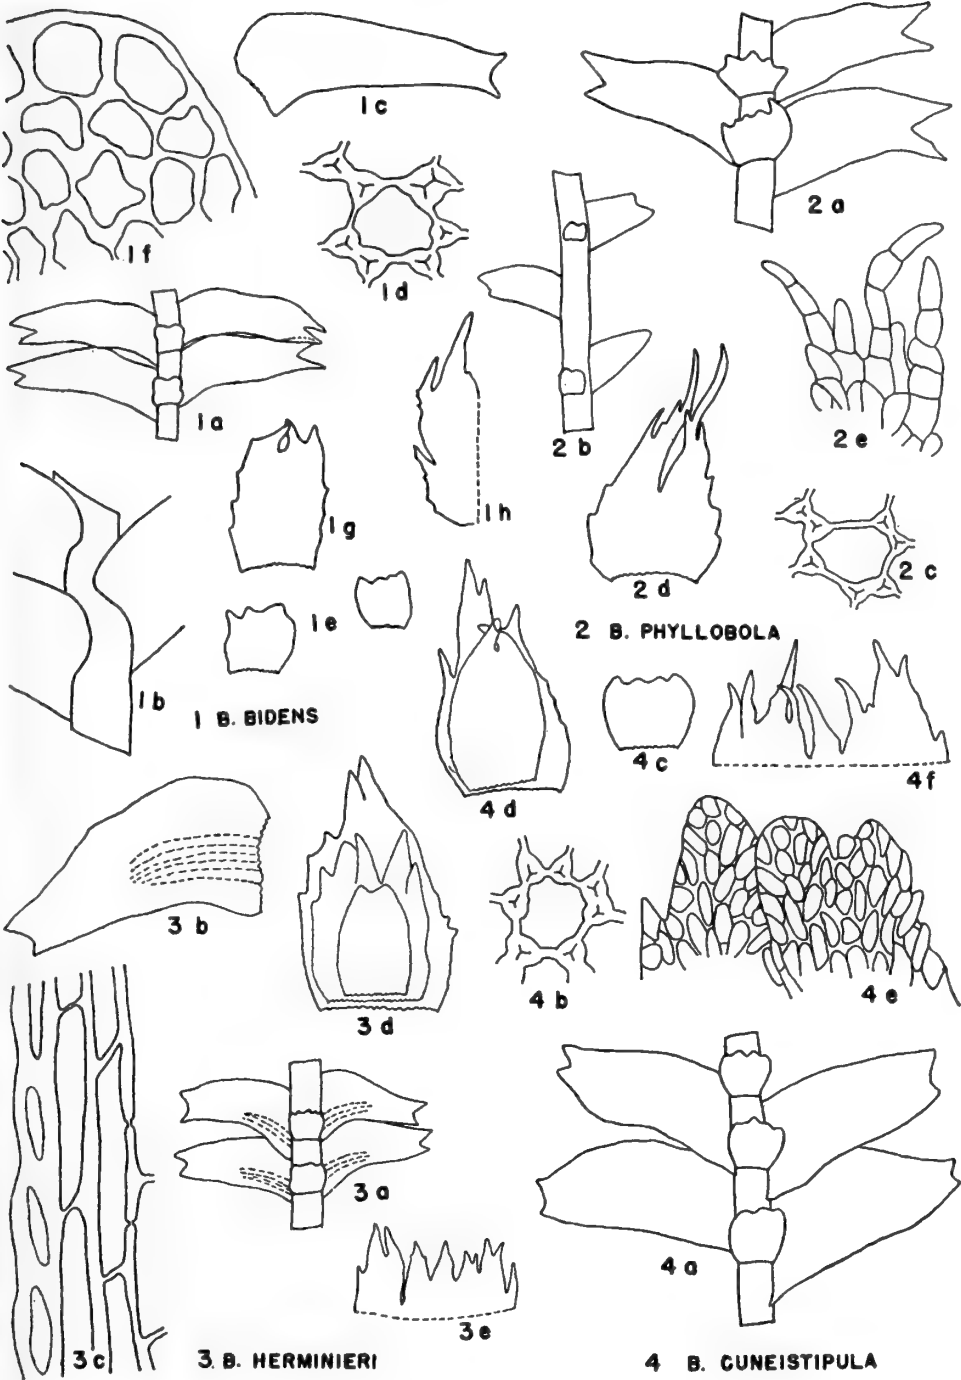 1c
2a
1f
1d
1a
2b
2e
1g
1h
2c
2d
1e
2 B. PHYLLOBOLA
1b
1 B. BIDENS
4c
4f
4d
3b
4b
4e
3d
3a
4a
3e
3c
3. B. HERMINIERI
4 B. CUNEISTIPULA